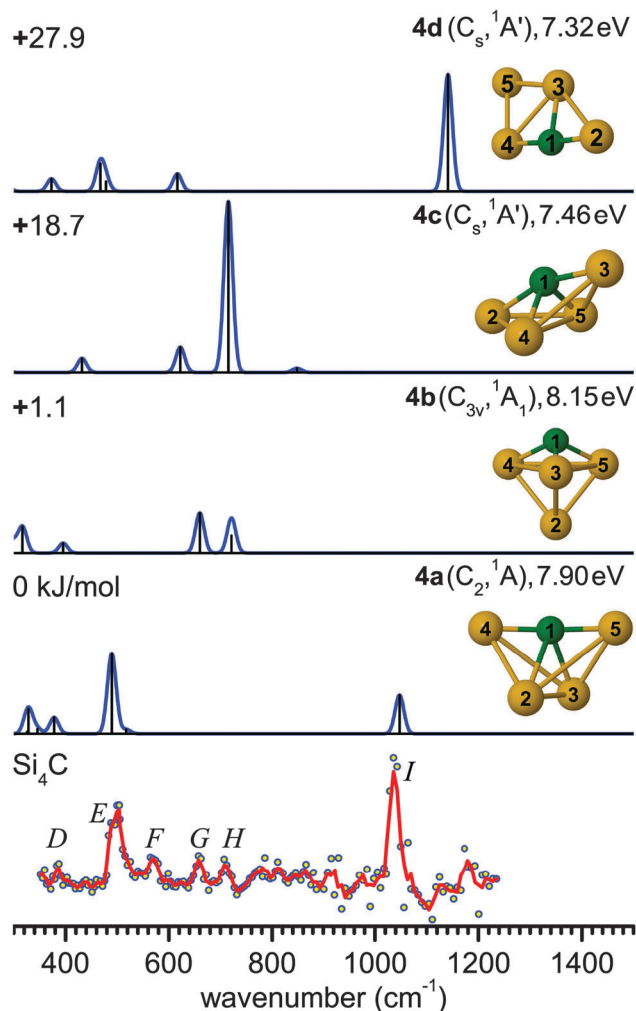 +27.9
4d (Cs, 1A'), 7.32 eV
5 3
4 1 2
+18.7
4c (Cs, 1A'), 7.46 eV
1 3
2 4 5
+1.1
4b (C3v, 1A1), 8.15 eV
1
4 3 5
2
0 kJ/mol
4a (C2, 1A), 7.90 eV
4 1 5
2 3
Si4C
D E F G H I
400 600 800 1000 1200 1400
wavenumber (cm-1)